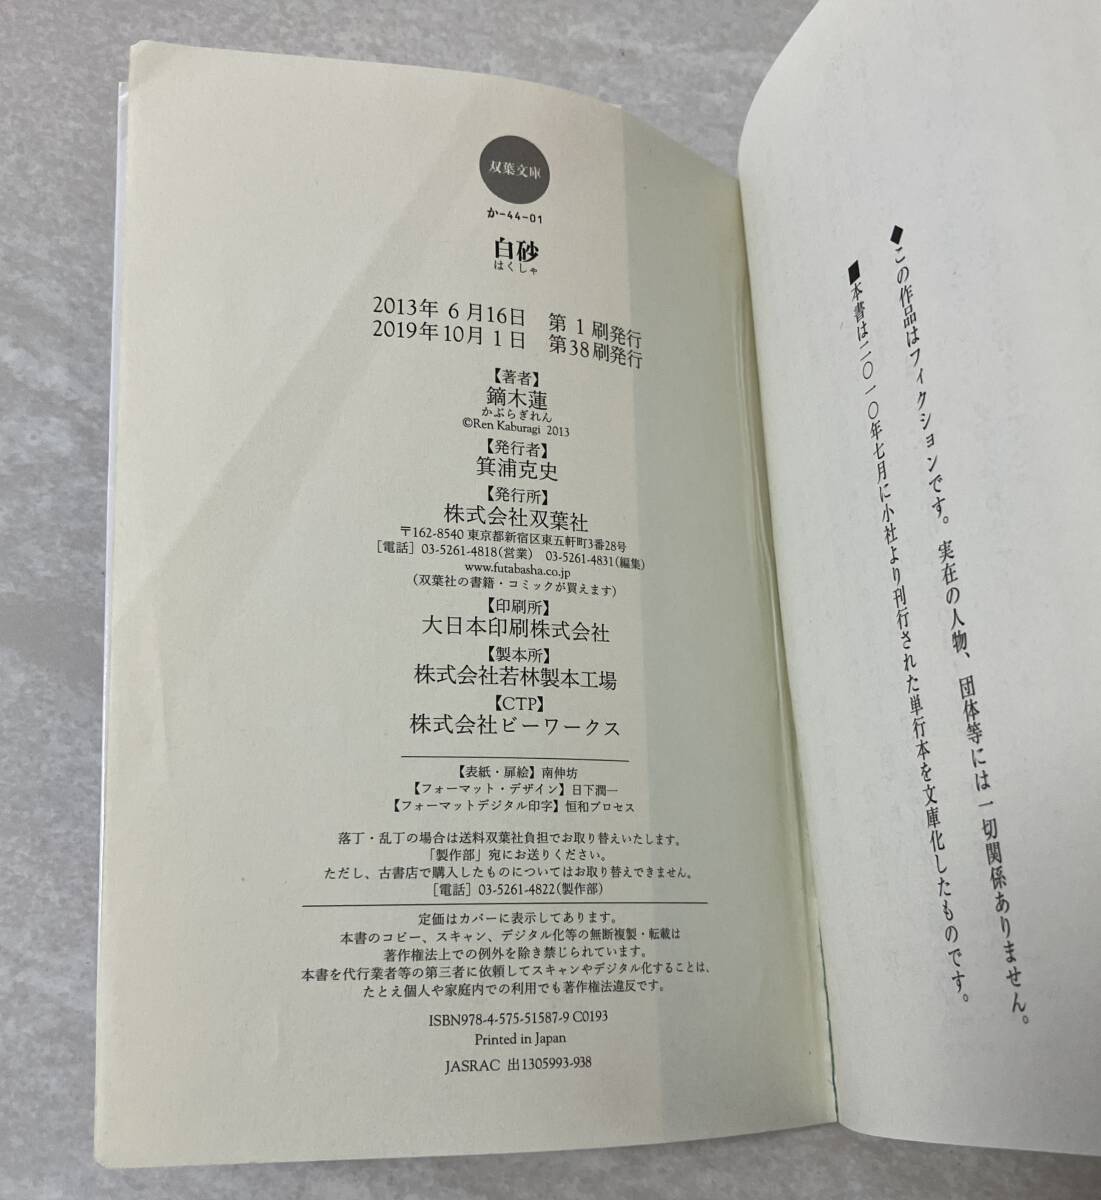 ◆この作品はフィクションです。実在の人物、団体等には一切関係ありません。
■本書は二〇一〇年七月に小社より刊行された単行本を文庫化したものです。
双葉文庫
か-44-01
白砂
はくしゃ
2013年 6月16日 第 1 刷発行
2019年10月 1日 第38刷発行
【著者】
鏑木蓮
かぶらぎれん
©Ren Kaburagi 2013
【発行者】
箕浦克史
【発行所】
株式会社双葉社
〒162-8540 東京都新宿区東五軒町3番28号
［電話］03-5261-4818(営業) 03-5261-4831(編集)
www.futabasha.co.jp
(双葉社の書籍・コミックが買えます)
【印刷所】
大日本印刷株式会社
【製本所】
株式会社若林製本工場
【CTP】
株式会社ビーワークス
【表紙・扉絵】南伸坊
【フォーマット・デザイン】日下潤一
【フォーマットデジタル印字】恒和プロセス
落丁・乱丁の場合は送料双葉社負担でお取り替えいたします。
「製作部」宛にお送りください。
ただし、古書店で購入したものについてはお取り替えできません。
［電話］03-5261-4822(製作部)
定価はカバーに表示してあります。
本書のコピー、スキャン、デジタル化等の無断複製・転載は
著作権法上での例外を除き禁じられています。
本書を代行業者等の第三者に依頼してスキャンやデジタル化することは、
たとえ個人や家庭内での利用でも著作権法違反です。
ISBN978-4-575-51587-9 C0193
Printed in Japan
JASRAC 出1305993-938